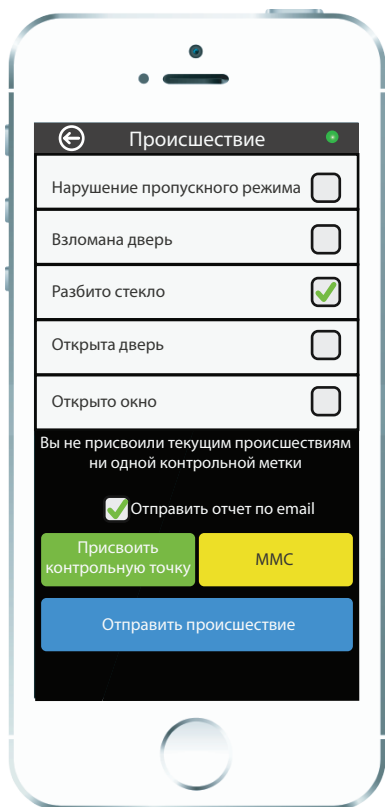 Происшествие
Нарушение пропускного режима
Взломана дверь
Разбито стекло
Открыта дверь
Открыто окно
Вы не присвоили текущим происшествиям
ни одной контрольной метки
Отправить отчет по email
Присвоить
контрольную точку
ММС
Отправить происшествие